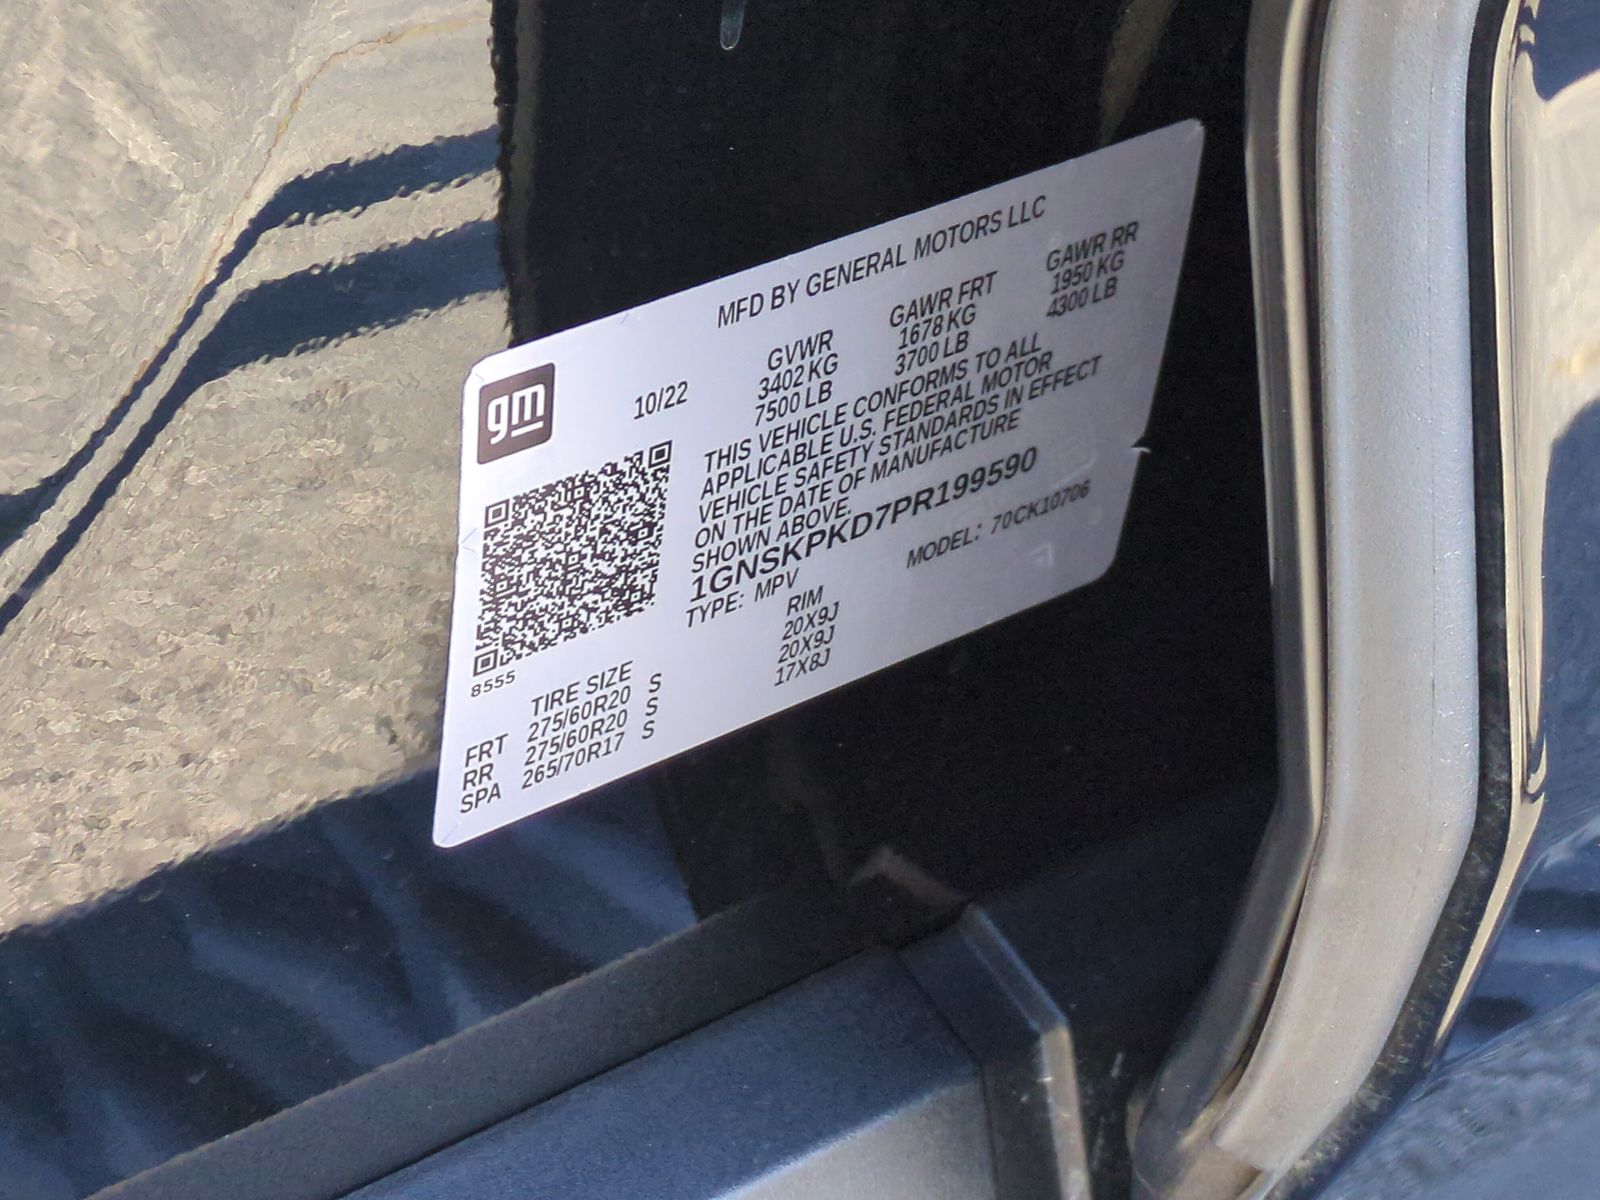 MFD BY GENERAL MOTORS LLC
gm
10/22
GVWR GAWR FRT GAWR RR
3402 KG 1678 KG 1950 KG
7500 LB 3700 LB 4300 LB
THIS VEHICLE CONFORMS TO ALL
APPLICABLE U.S. FEDERAL MOTOR
VEHICLE SAFETY STANDARDS IN EFFECT
ON THE DATE OF MANUFACTURE
SHOWN ABOVE.
1GNSKPKD7PR199590
TYPE: MPV MODEL: 70CK10706
8555
TIRE SIZE RIM
FRT 275/60R20 S 20X9J
RR 275/60R20 S 20X9J
SPA 265/70R17 S 17X8J